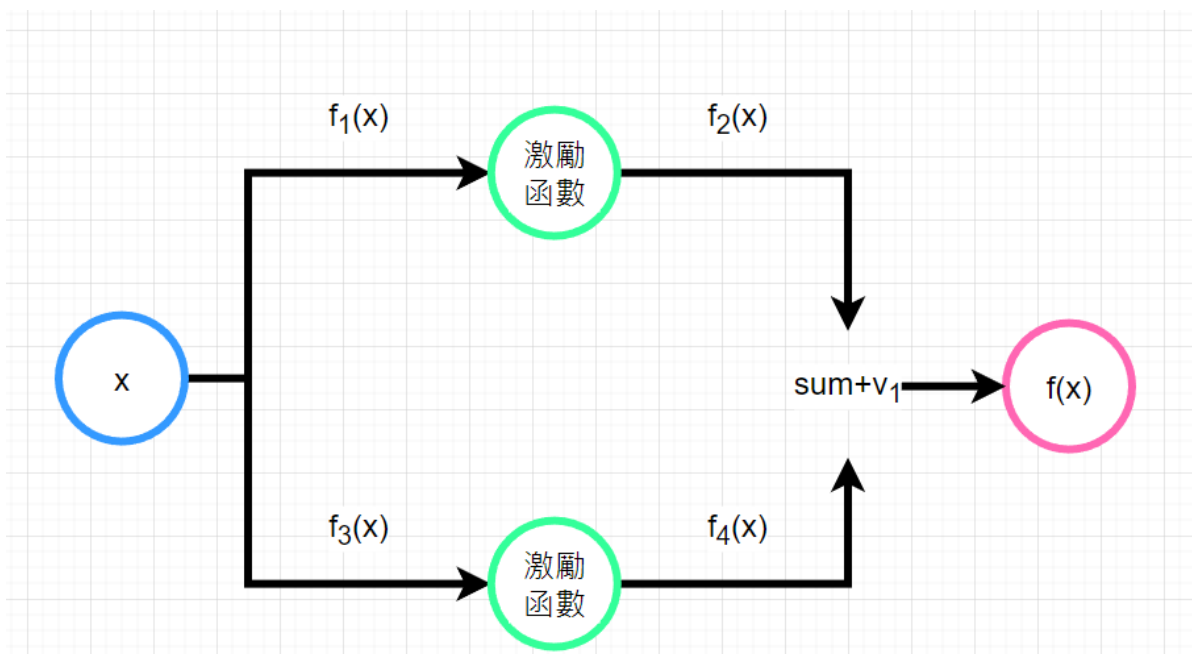 f₁(x)
f₂(x)
激勵
函數
x
sum+v₁
f(x)
f₃(x)
f₄(x)
激勵
函數